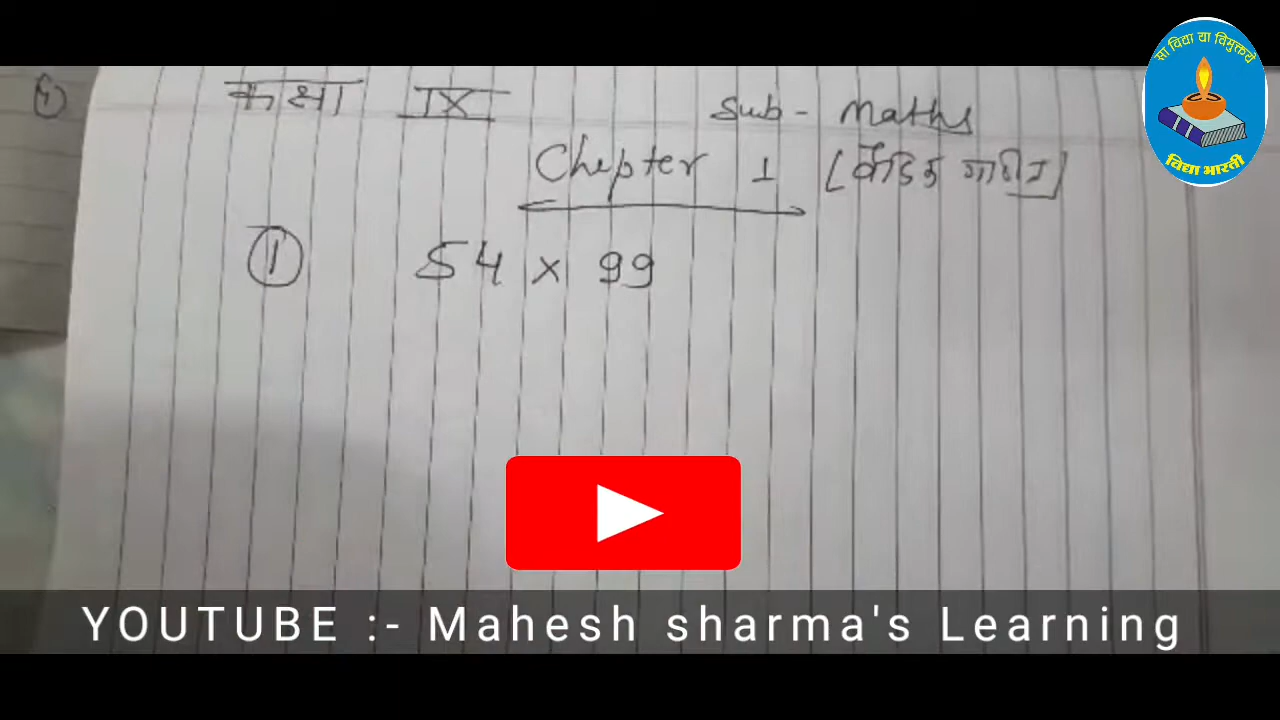 कक्षा IX Sub - Maths
Chepter 1 [वैदिक गणित]
① 54 × 99
YOUTUBE :- Mahesh sharma's Learning
सा विद्या या विमुक्तये
विद्या भारती